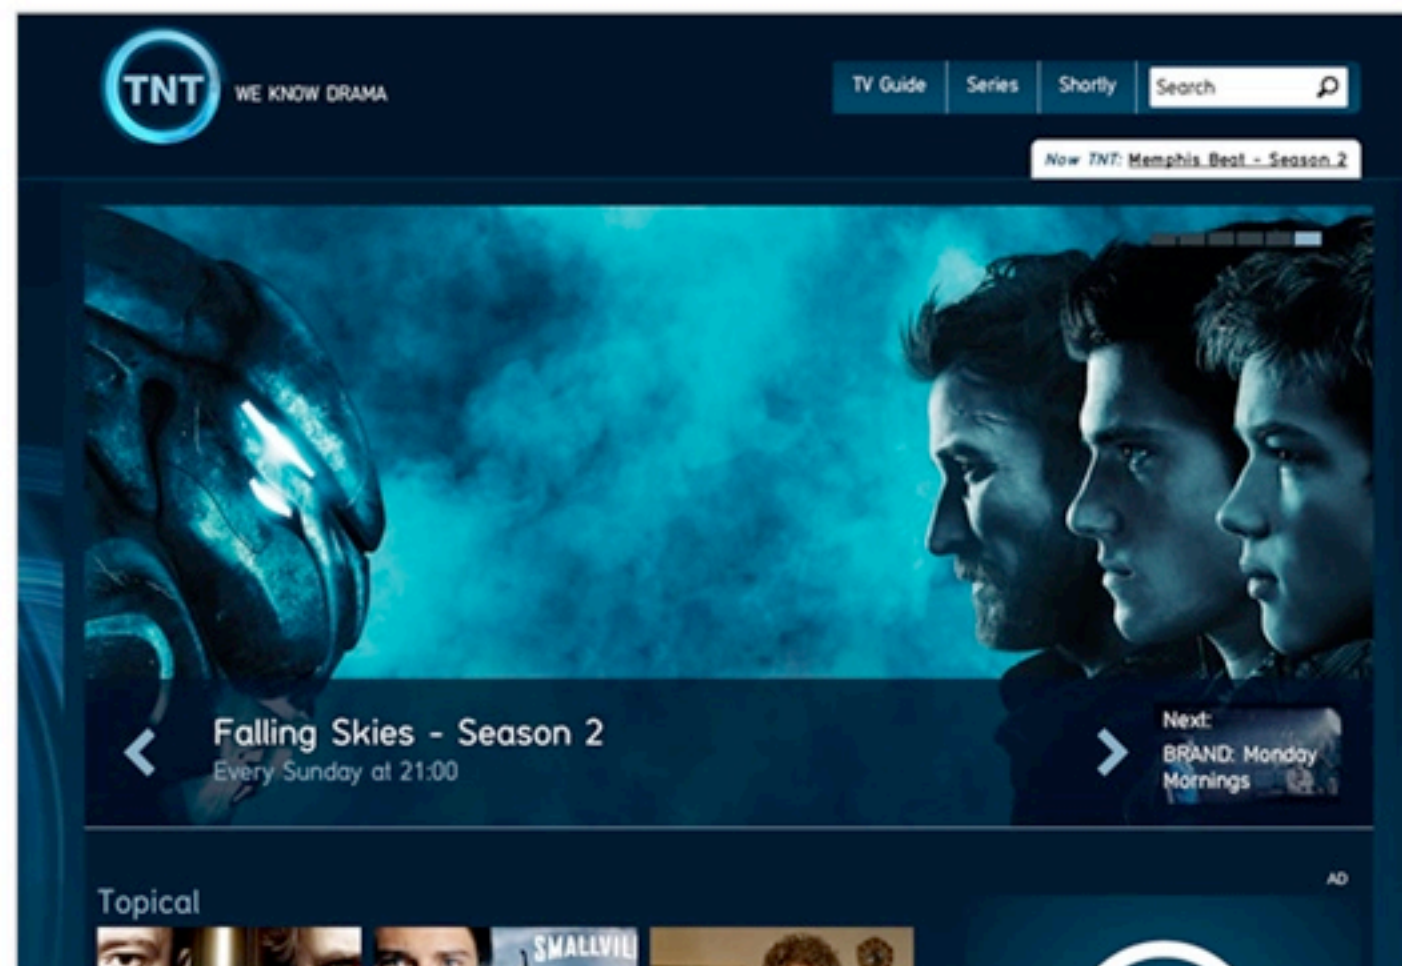 TNT
WE KNOW DRAMA
TV Guide
Series
Shortly
Search
Now TNT: Memphis Beat - Season 2
Falling Skies - Season 2
Every Sunday at 21:00
Next:
BRAND: Monday
Mornings
AD
Topical
SMALLVILL